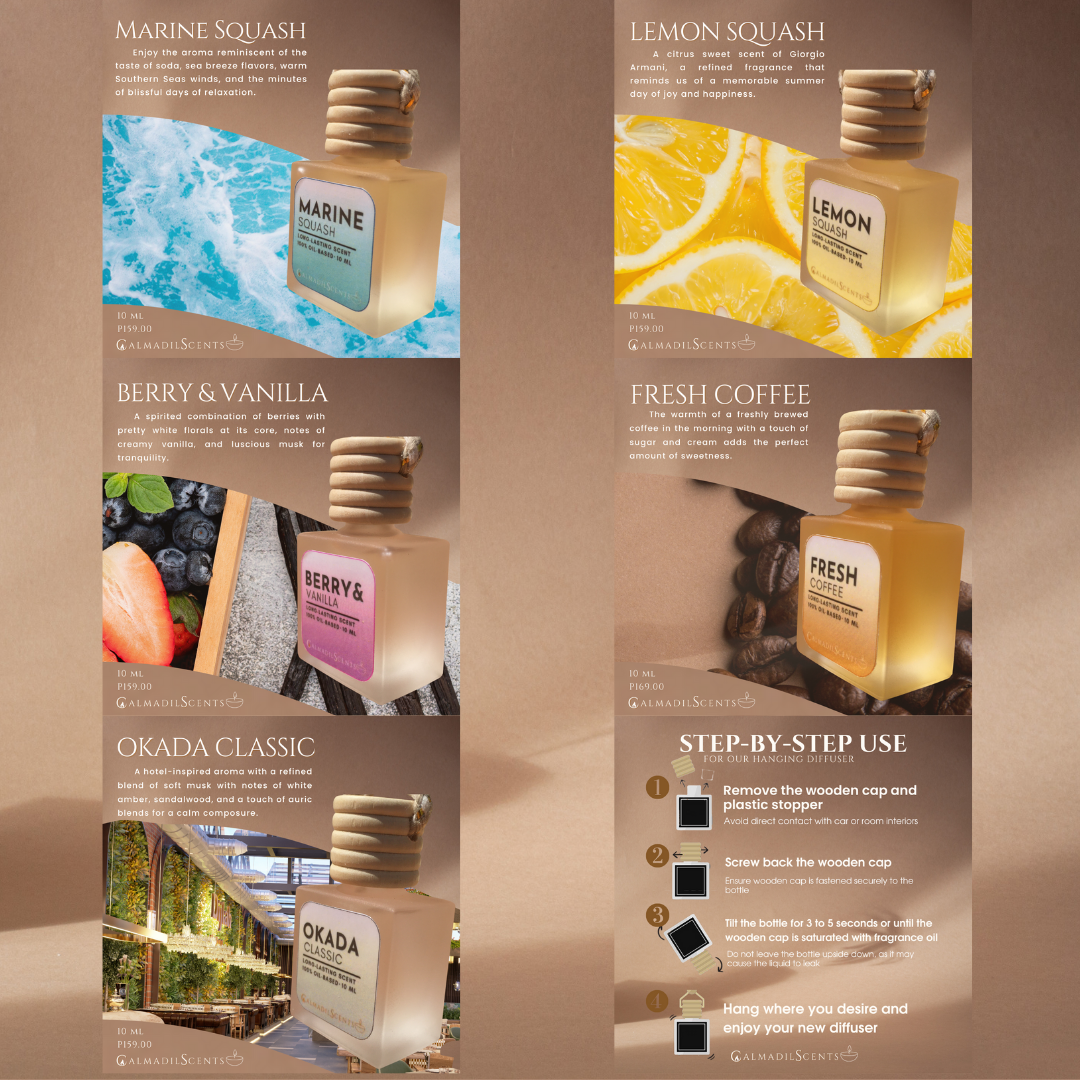 MARINE SQUASH
Enjoy the aroma reminiscent of the
taste of soda, sea breeze flavors, warm
Southern Seas winds, and the minutes
of blissful days of relaxation.
MARINE
SQUASH
LONG-LASTING SCENT
100% OIL-BASED· 10 ML
CALMADILSCENTS
10 ML
P159.00
CALMADILSCENTS
LEMON SQUASH
A citrus sweet scent of Giorgio
Armani, a refined fragrance that
reminds us of a memorable summer
day of joy and happiness.
LEMON
SQUASH
LONG-LASTING SCENT
100% OIL-BASED· 10 ML
CALMADILSCENTS
10 ML
P159.00
CALMADILSCENTS
BERRY & VANILLA
A spirited combination of berries with
pretty white florals at its core, notes of
creamy vanilla, and luscious musk for
tranquility.
BERRY&
VANILLA
LONG-LASTING SCENT
100% OIL-BASED· 10 ML
CALMADILSCENTS
10 ML
P159.00
CALMADILSCENTS
FRESH COFFEE
The warmth of a freshly brewed
coffee in the morning with a touch of
sugar and cream adds the perfect
amount of sweetness.
FRESH
COFFEE
LONG-LASTING SCENT
100% OIL-BASED· 10 ML
CALMADILSCENTS
10 ML
P169.00
CALMADILSCENTS
OKADA CLASSIC
A hotel-inspired aroma with a refined
blend of soft musk with notes of white
amber, sandalwood, and a touch of auric
blends for a calm composure.
OKADA
CLASSIC
LONG-LASTING SCENT
100% OIL-BASED· 10 ML
CALMADILSCENTS
10 ML
P159.00
CALMADILSCENTS
STEP-BY-STEP USE
FOR OUR HANGING DIFFUSER
1
Remove the wooden cap and
plastic stopper
Avoid direct contact with car or room interiors
2
Screw back the wooden cap
Ensure wooden cap is fastened securely to the
bottle
3
Tilt the bottle for 3 to 5 seconds or until the
wooden cap is saturated with fragrance oil
Do not leave the bottle upside down, as it may
cause the liquid to leak
4
Hang where you desire and
enjoy your new diffuser
CALMADILSCENTS